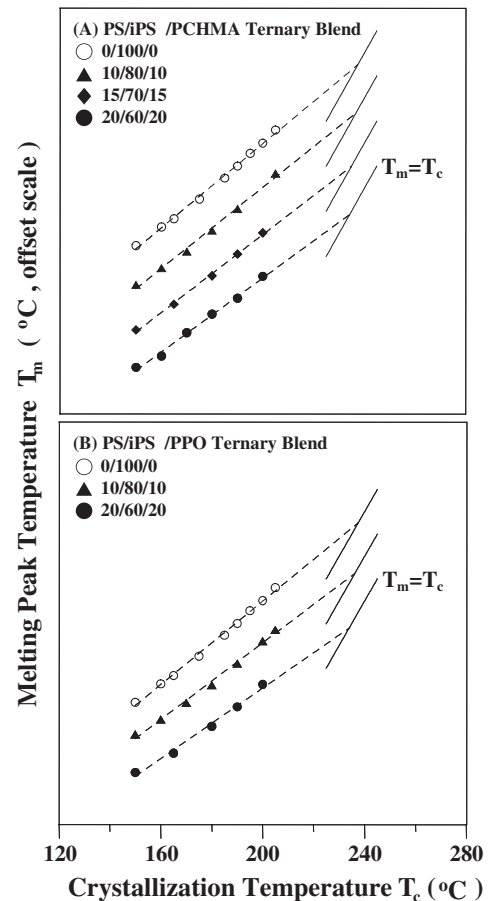 (A) PS/iPS /PCHMA Ternary Blend
0/100/0
10/80/10
15/70/15
20/60/20
Tm=Tc
(B) PS/iPS /PPO Ternary Blend
0/100/0
10/80/10
20/60/20
Tm=Tc
Melting Peak Temperature Tm ( °C , offset scale)
120 160 200 240 280
Crystallization Temperature Tc (°C)